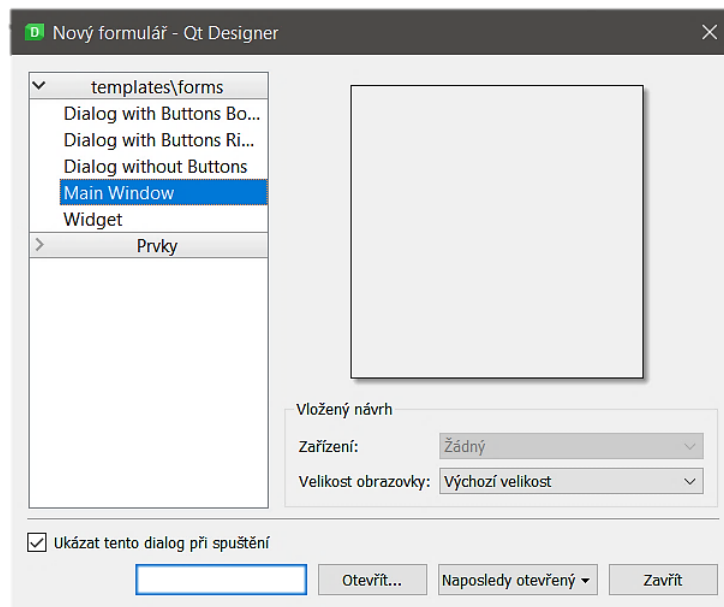 Nový formulář - Qt Designer
templates\forms
Dialog with Buttons Bo...
Dialog with Buttons Ri...
Dialog without Buttons
Main Window
Widget
Prvky
Vložený návrh
Zařízení: Žádný
Velikost obrazovky: Výchozí velikost
Ukázat tento dialog při spuštění
Otevřít... Naposledy otevřený Zavřít